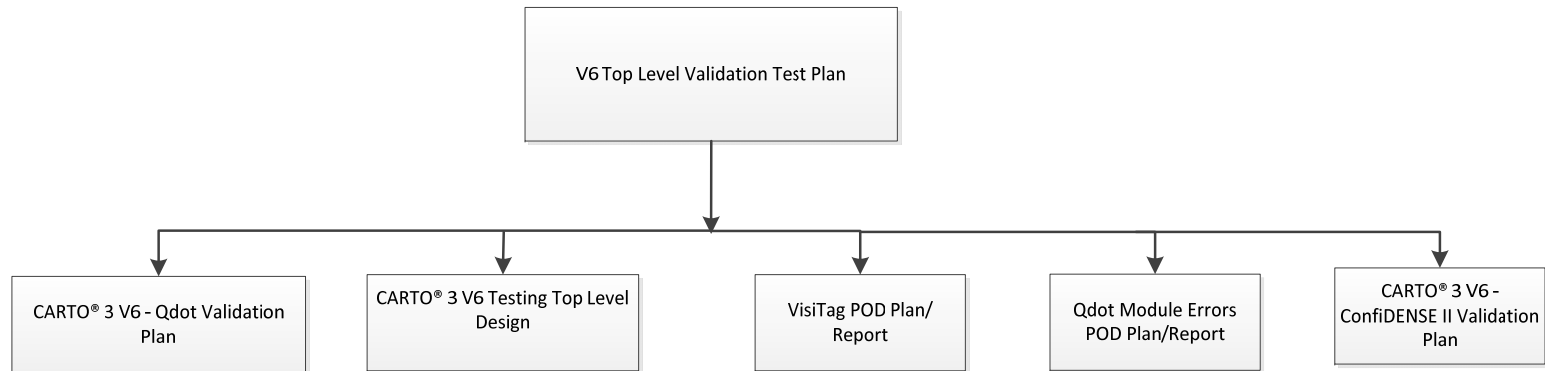 V6 Top Level Validation Test Plan
CARTO® 3 V6 - Qdot Validation
Plan
CARTO® 3 V6 Testing Top Level
Design
VisiTag POD Plan/
Report
Qdot Module Errors
POD Plan/Report
CARTO® 3 V6 -
ConfiDENSE II Validation
Plan